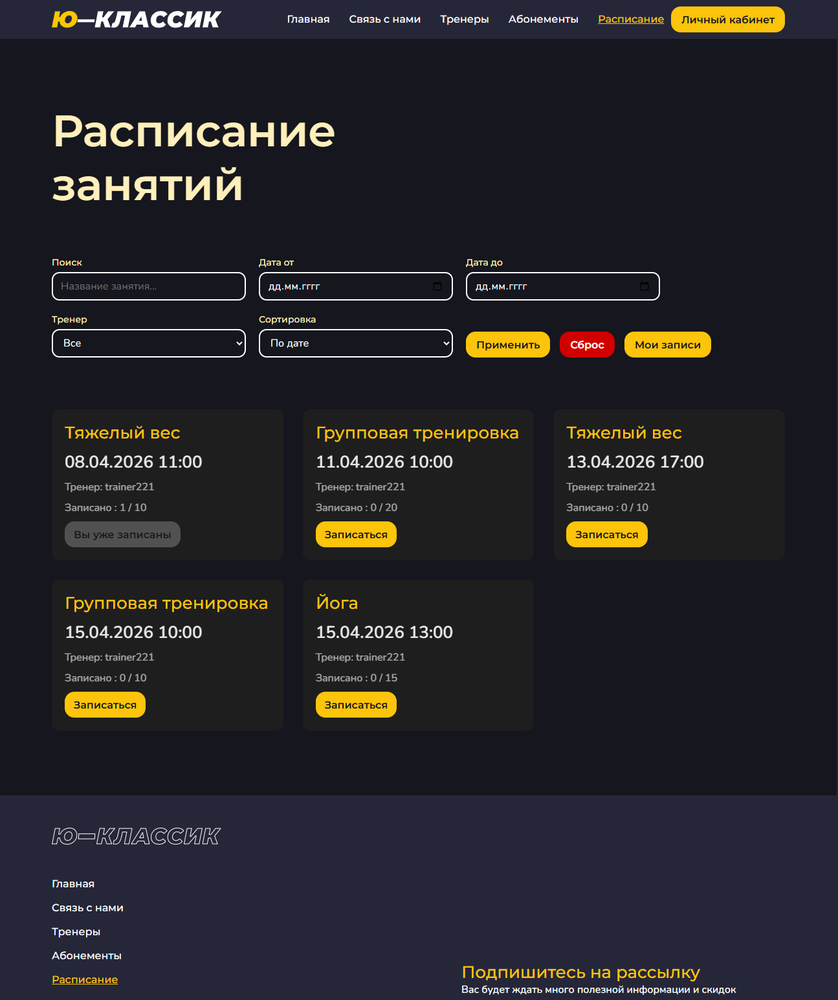 Ю—КЛАССИК
Главная
Связь с нами
Тренеры
Абонементы
Расписание
Личный кабинет
Расписание
занятий
Поиск
Дата от
Дата до
Название занятия...
дд.мм.гггг
дд.мм.гггг
Тренер
Сортировка
Все
По дате
Применить
Сброс
Мои записи
Тяжелый вес
08.04.2026 11:00
Тренер: trainer221
Записано : 1 / 10
Вы уже записаны
Групповая тренировка
11.04.2026 10:00
Тренер: trainer221
Записано : 0 / 20
Записаться
Тяжелый вес
13.04.2026 17:00
Тренер: trainer221
Записано : 0 / 10
Записаться
Групповая тренировка
15.04.2026 10:00
Тренер: trainer221
Записано : 0 / 10
Записаться
Йога
15.04.2026 13:00
Тренер: trainer221
Записано : 0 / 15
Записаться
Ю—КЛАССИК
Главная
Связь с нами
Тренеры
Абонементы
Расписание
Подпишитесь на рассылку
Вас будет ждать много полезной информации и скидок